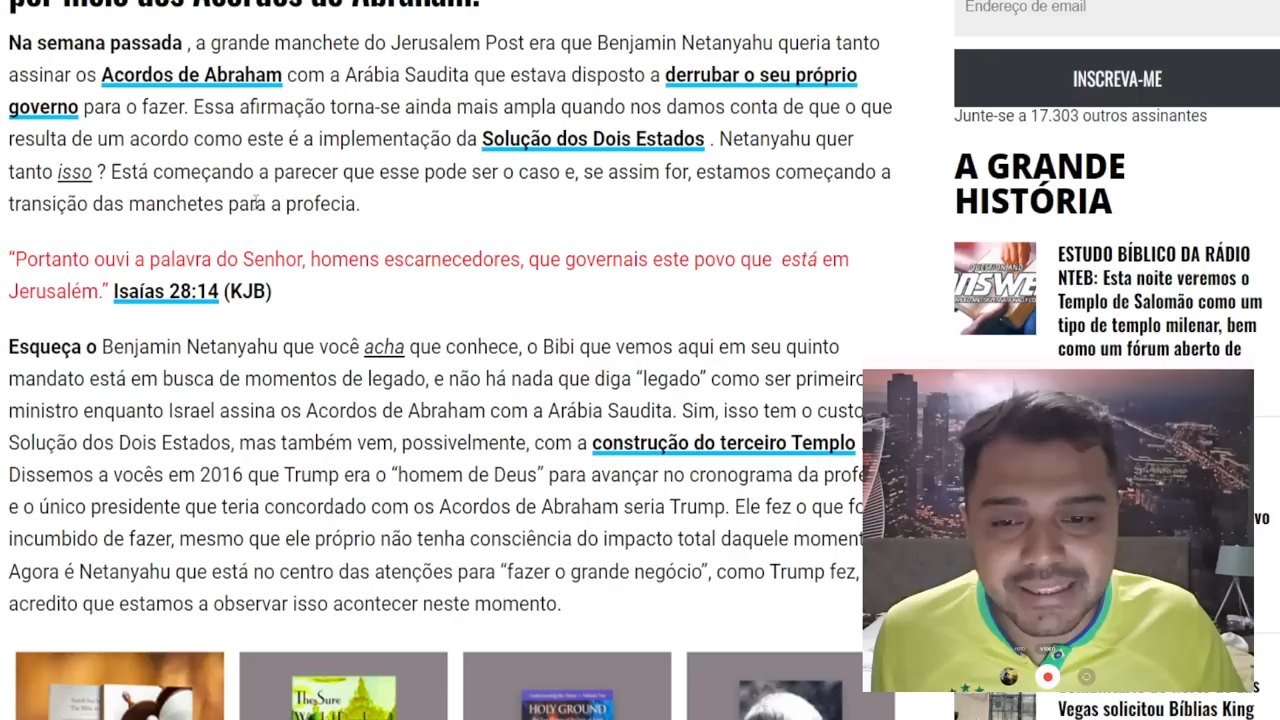 Na semana passada , a grande manchete do Jerusalem Post era que Benjamin Netanyahu queria tanto
assinar os Acordos de Abraham com a Arábia Saudita que estava disposto a derrubar o seu próprio
governo para o fazer. Essa afirmação torna-se ainda mais ampla quando nos damos conta de que o que
resulta de um acordo como este é a implementação da Solução dos Dois Estados . Netanyahu quer
tanto isso ? Está começando a parecer que esse pode ser o caso e, se assim for, estamos começando a
transição das manchetes para a profecia.
“Portanto ouvi a palavra do Senhor, homens escarnecedores, que governais este povo que está em
Jerusalém.” Isaías 28:14 (KJB)
Esqueça o Benjamin Netanyahu que você acha que conhece, o Bibi que vemos aqui em seu quinto
mandato está em busca de momentos de legado, e não há nada que diga “legado” como ser primeiro
ministro enquanto Israel assina os Acordos de Abraham com a Arábia Saudita. Sim, isso tem o custo
Solução dos Dois Estados, mas também vem, possivelmente, com a construção do terceiro Templo
Dissemos a vocês em 2016 que Trump era o “homem de Deus” para avançar no cronograma da profe
e o único presidente que teria concordado com os Acordos de Abraham seria Trump. Ele fez o que fo
incumbido de fazer, mesmo que ele próprio não tenha consciência do impacto total daquele moment
Agora é Netanyahu que está no centro das atenções para “fazer o grande negócio”, como Trump fez,
acredito que estamos a observar isso acontecer neste momento.
The Sure
HOLY GROUND
Endereço de email
INSCREVA-ME
Junte-se a 17.303 outros assinantes
A GRANDE
HISTÓRIA
QUESTION AND
ANSWE
ESTUDO BÍBLICO DA RÁDIO
NTEB: Esta noite veremos o
Templo de Salomão como um
tipo de templo milenar, bem
como um fórum aberto de
vo
Vegas solicitou Bíblias King